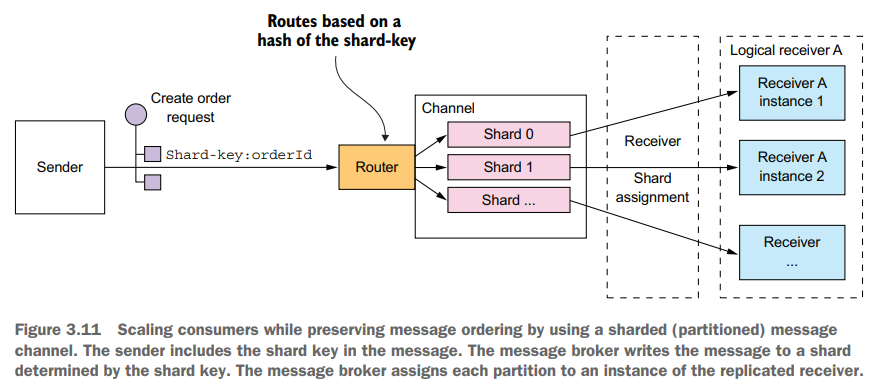 Routes based on a
hash of the shard-key
Create order
request
Sender
Shard-key:orderId
Router
Channel
Shard 0
Shard 1
Shard ...
Receiver
Shard
assignment
Logical receiver A
Receiver A
instance 1
Receiver A
instance 2
Receiver
...
Figure 3.11 Scaling consumers while preserving message ordering by using a sharded (partitioned) message
channel. The sender includes the shard key in the message. The message broker writes the message to a shard
determined by the shard key. The message broker assigns each partition to an instance of the replicated receiver.